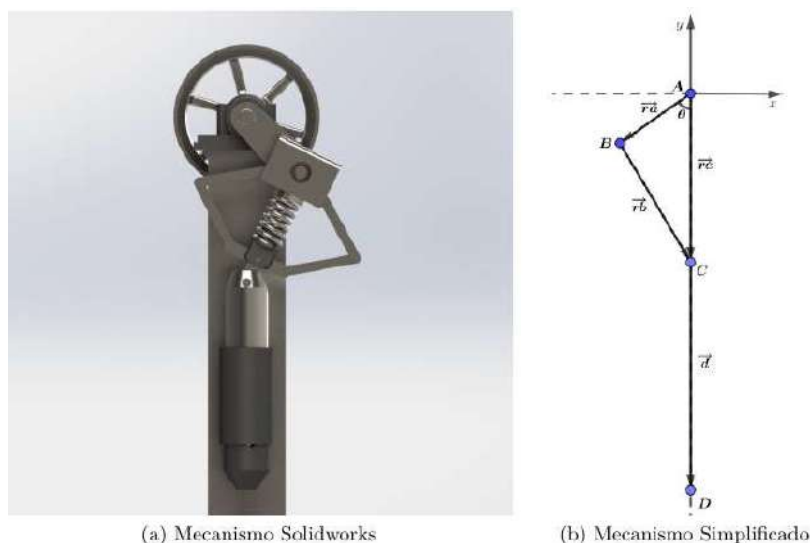 y
A
x
ra
θ
B
rc
rb
C
d
D
(a) Mecanismo Solidworks
(b) Mecanismo Simplificado